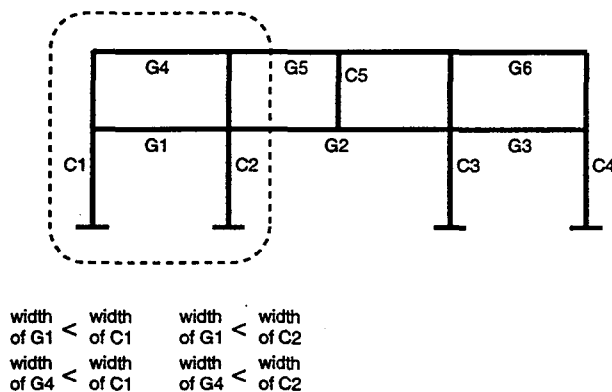 G4 G5 C5 G6
C1 G1 C2 G2 C3 G3 C4
width of G1 < width of C1
width of G1 < width of C2
width of G4 < width of C1
width of G4 < width of C2